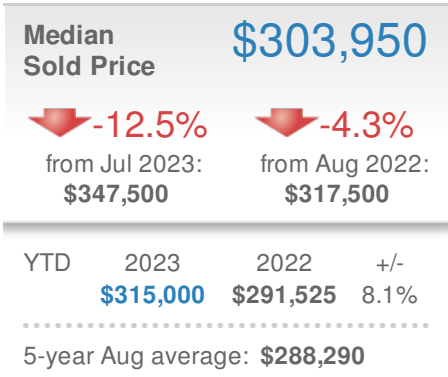 Median $303,950
Sold Price
-12.5% -4.3%
from Jul 2023: from Aug 2022:
$347,500 $317,500
YTD 2023 2022 +/-
$315,000 $291,525 8.1%
5-year Aug average: $288,290